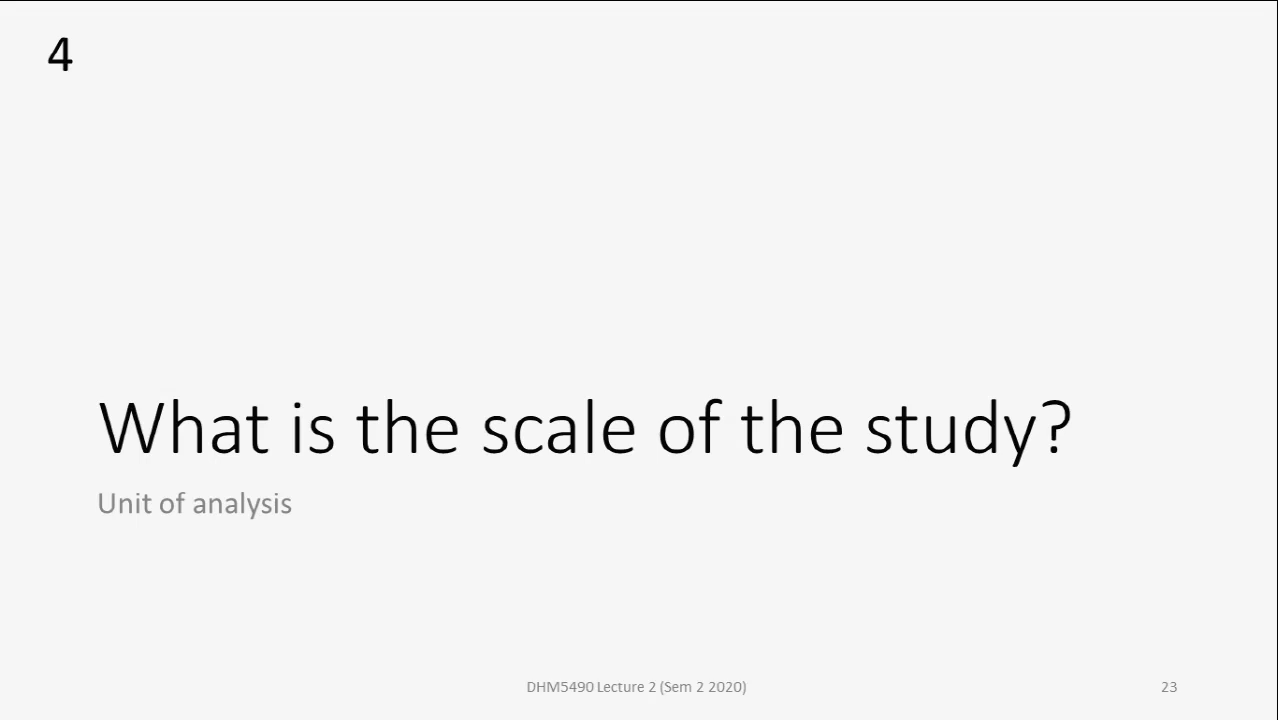 4
What is the scale of the study?
Unit of analysis
DHM5490 Lecture 2 (Sem 2 2020)
23